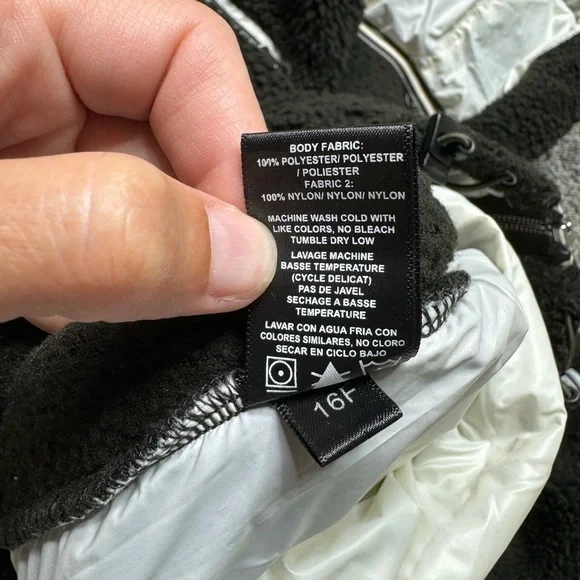 BODY FABRIC:
100% POLYESTER/ POLYESTER
/ POLIESTER
FABRIC 2:
100% NYLON/ NYLON/ NYLON
MACHINE WASH COLD WITH
LIKE COLORS, NO BLEACH
TUMBLE DRY LOW
LAVAGE MACHINE
BASSE TEMPERATURE
(CYCLE DELICAT)
PAS DE JAVEL
SECHAGE A BASSE
TEMPERATURE
LAVAR CON AGUA FRIA CON
COLORES SIMILARES, NO CLORO
SECAR EN CICLO BAJO